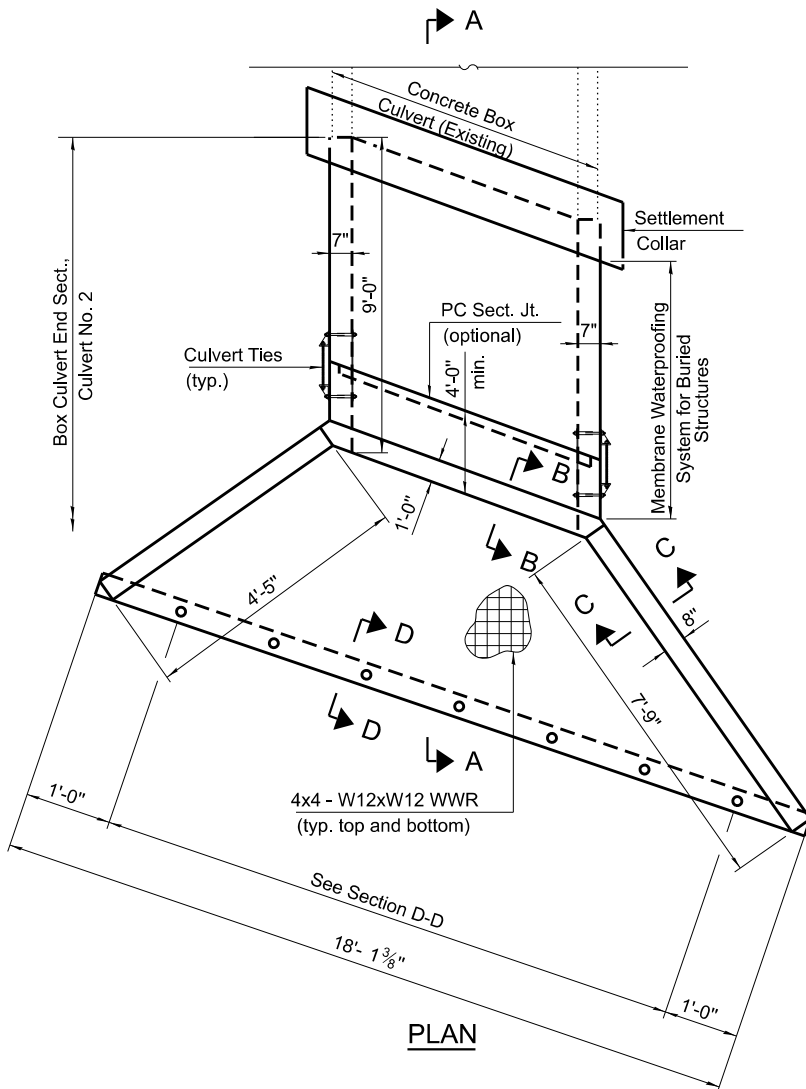 A
Concrete Box
Culvert (Existing)
Settlement
Collar
7"
9'-0"
PC Sect. Jt.
(optional)
4'-0"
min.
7"
Box Culvert End Sect.,
Culvert No. 2
Culvert Ties
(typ.)
Membrane Waterproofing
System for Buried
Structures
B
1'-0"
B
C
4'-5"
C
8"
D
D
7'-9"
A
4x4 - W12xW12 WWR
(typ. top and bottom)
1'-0"
See Section D-D
18'- 1 3/8"
1'-0"
PLAN